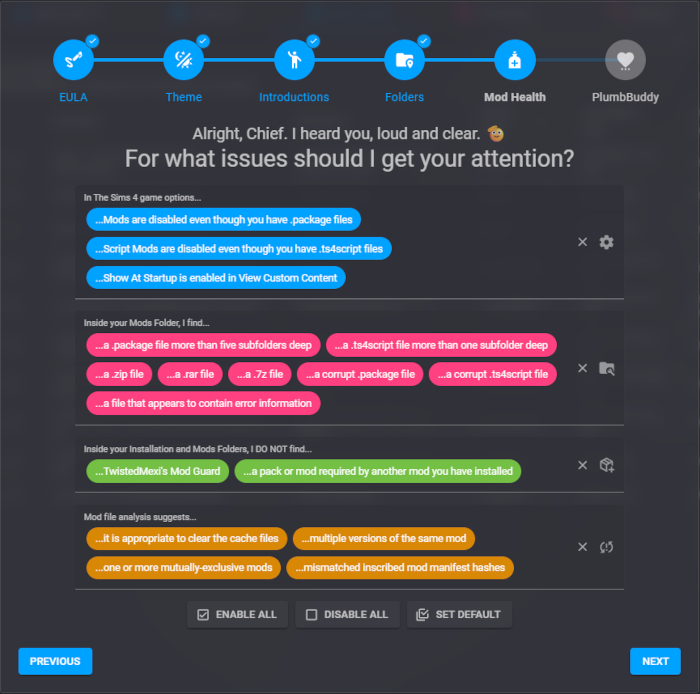 EULA Theme Introductions Folders Mod Health PlumbBuddy
Alright, Chief. I heard you, loud and clear.
For what issues should I get your attention?
In The Sims 4 game options...
...Mods are disabled even though you have .package files
...Script Mods are disabled even though you have .ts4script files
...Show At Startup is enabled in View Custom Content
Inside your Mods Folder, I find...
...a .package file more than five subfolders deep ...a .ts4script file more than one subfolder deep
...a .zip file ...a .rar file ...a .7z file ...a corrupt .package file ...a corrupt .ts4script file
...a file that appears to contain error information
Inside your Installation and Mods Folders, I DO NOT find...
...TwistedMexi's Mod Guard ...a pack or mod required by another mod you have installed
Mod file analysis suggests...
...it is appropriate to clear the cache files ...multiple versions of the same mod
...one or more mutually-exclusive mods ...mismatched inscribed mod manifest hashes
ENABLE ALL DISABLE ALL SET DEFAULT
PREVIOUS NEXT